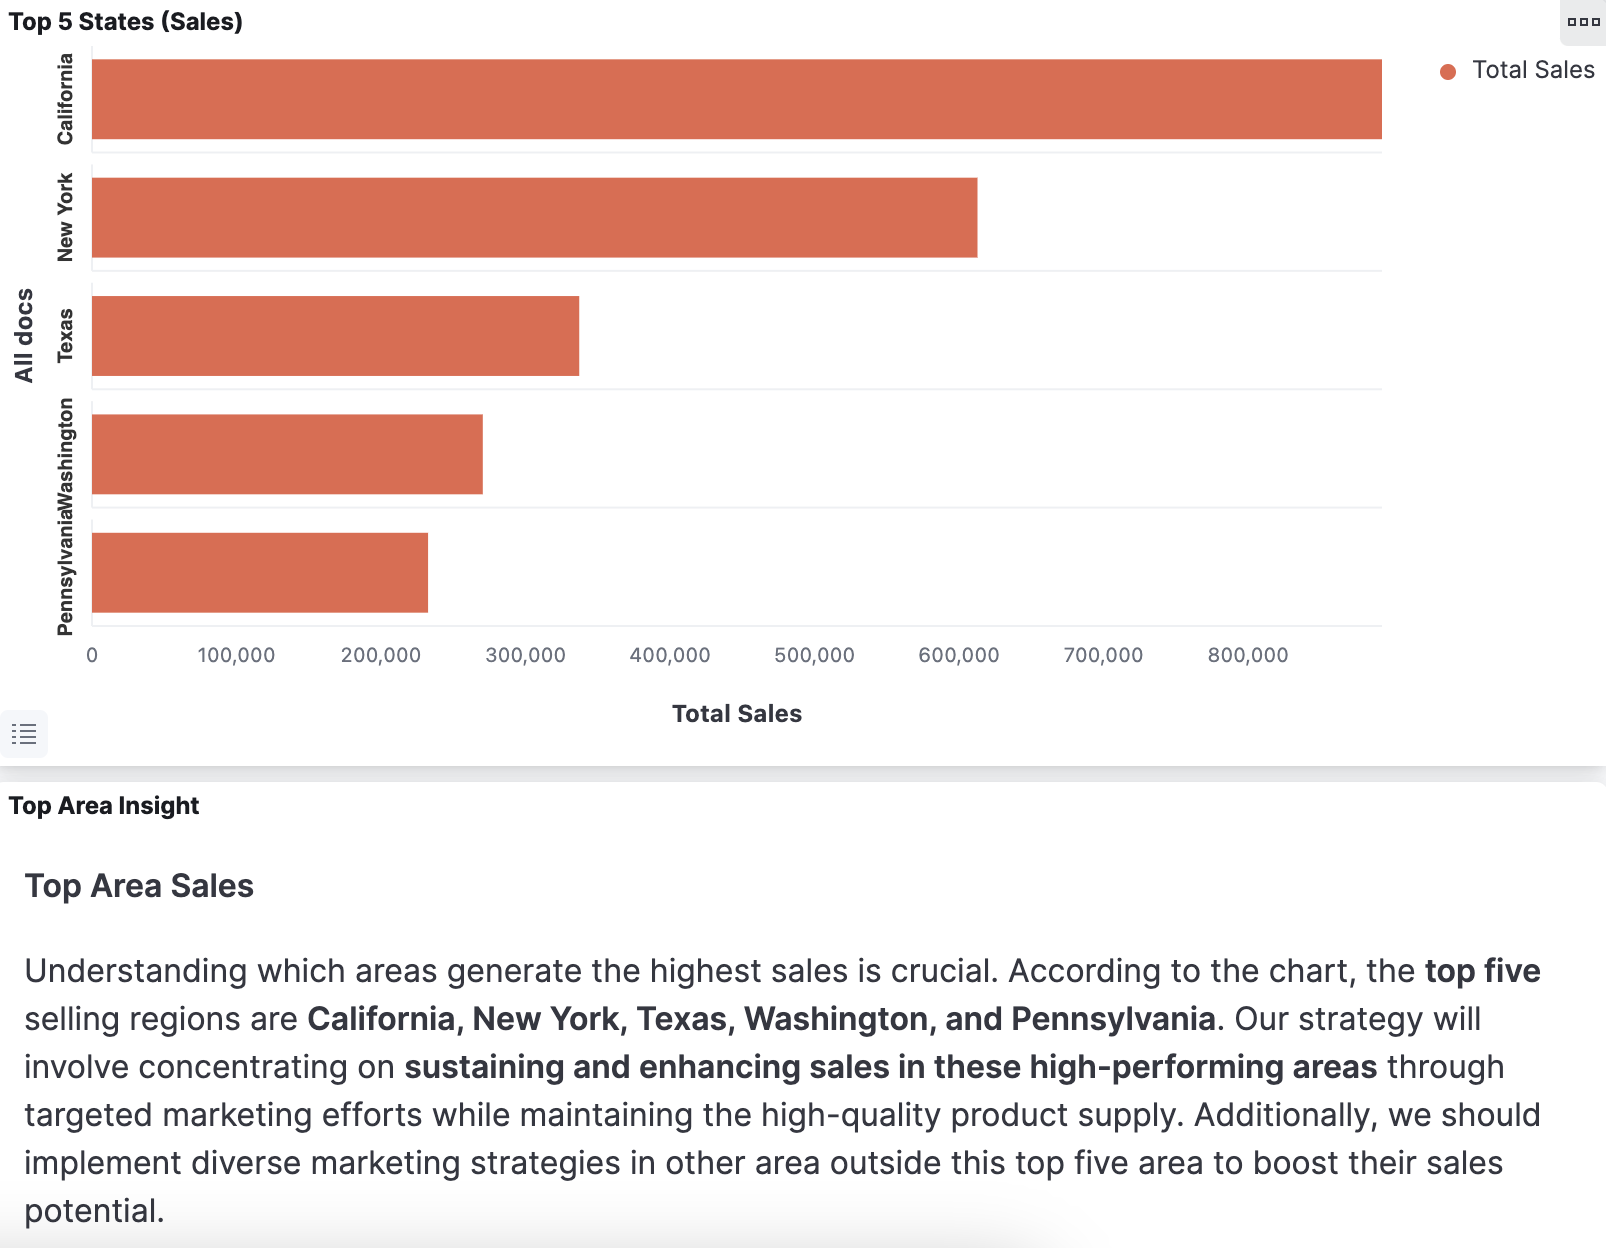 Top 5 States (Sales)
Total Sales
All docs
California
New York
Texas
Washington
Pennsylvania
0 100,000 200,000 300,000 400,000 500,000 600,000 700,000 800,000
Total Sales
Top Area Insight
Top Area Sales
Understanding which areas generate the highest sales is crucial. According to the chart, the top five
selling regions are California, New York, Texas, Washington, and Pennsylvania. Our strategy will
involve concentrating on sustaining and enhancing sales in these high-performing areas through
targeted marketing efforts while maintaining the high-quality product supply. Additionally, we should
implement diverse marketing strategies in other area outside this top five area to boost their sales
potential.